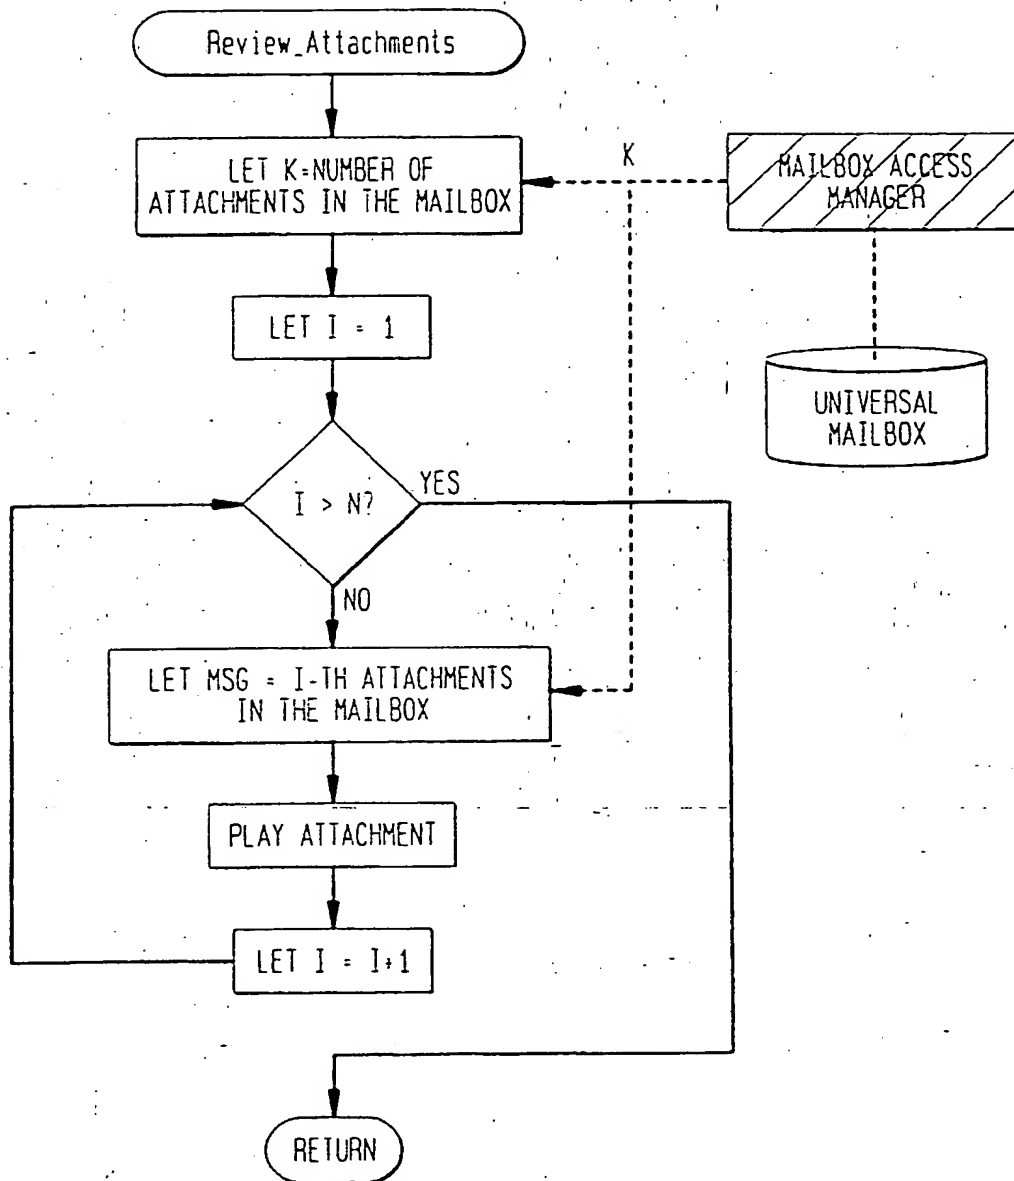 Review_Attachments
LET K=NUMBER OF
ATTACHMENTS IN THE MAILBOX
K
MAILBOX ACCESS
MANAGER
LET I = 1
UNIVERSAL
MAILBOX
I > N?
YES
NO
LET MSG = I-TH ATTACHMENTS
IN THE MAILBOX
PLAY ATTACHMENT
LET I = I+1
RETURN